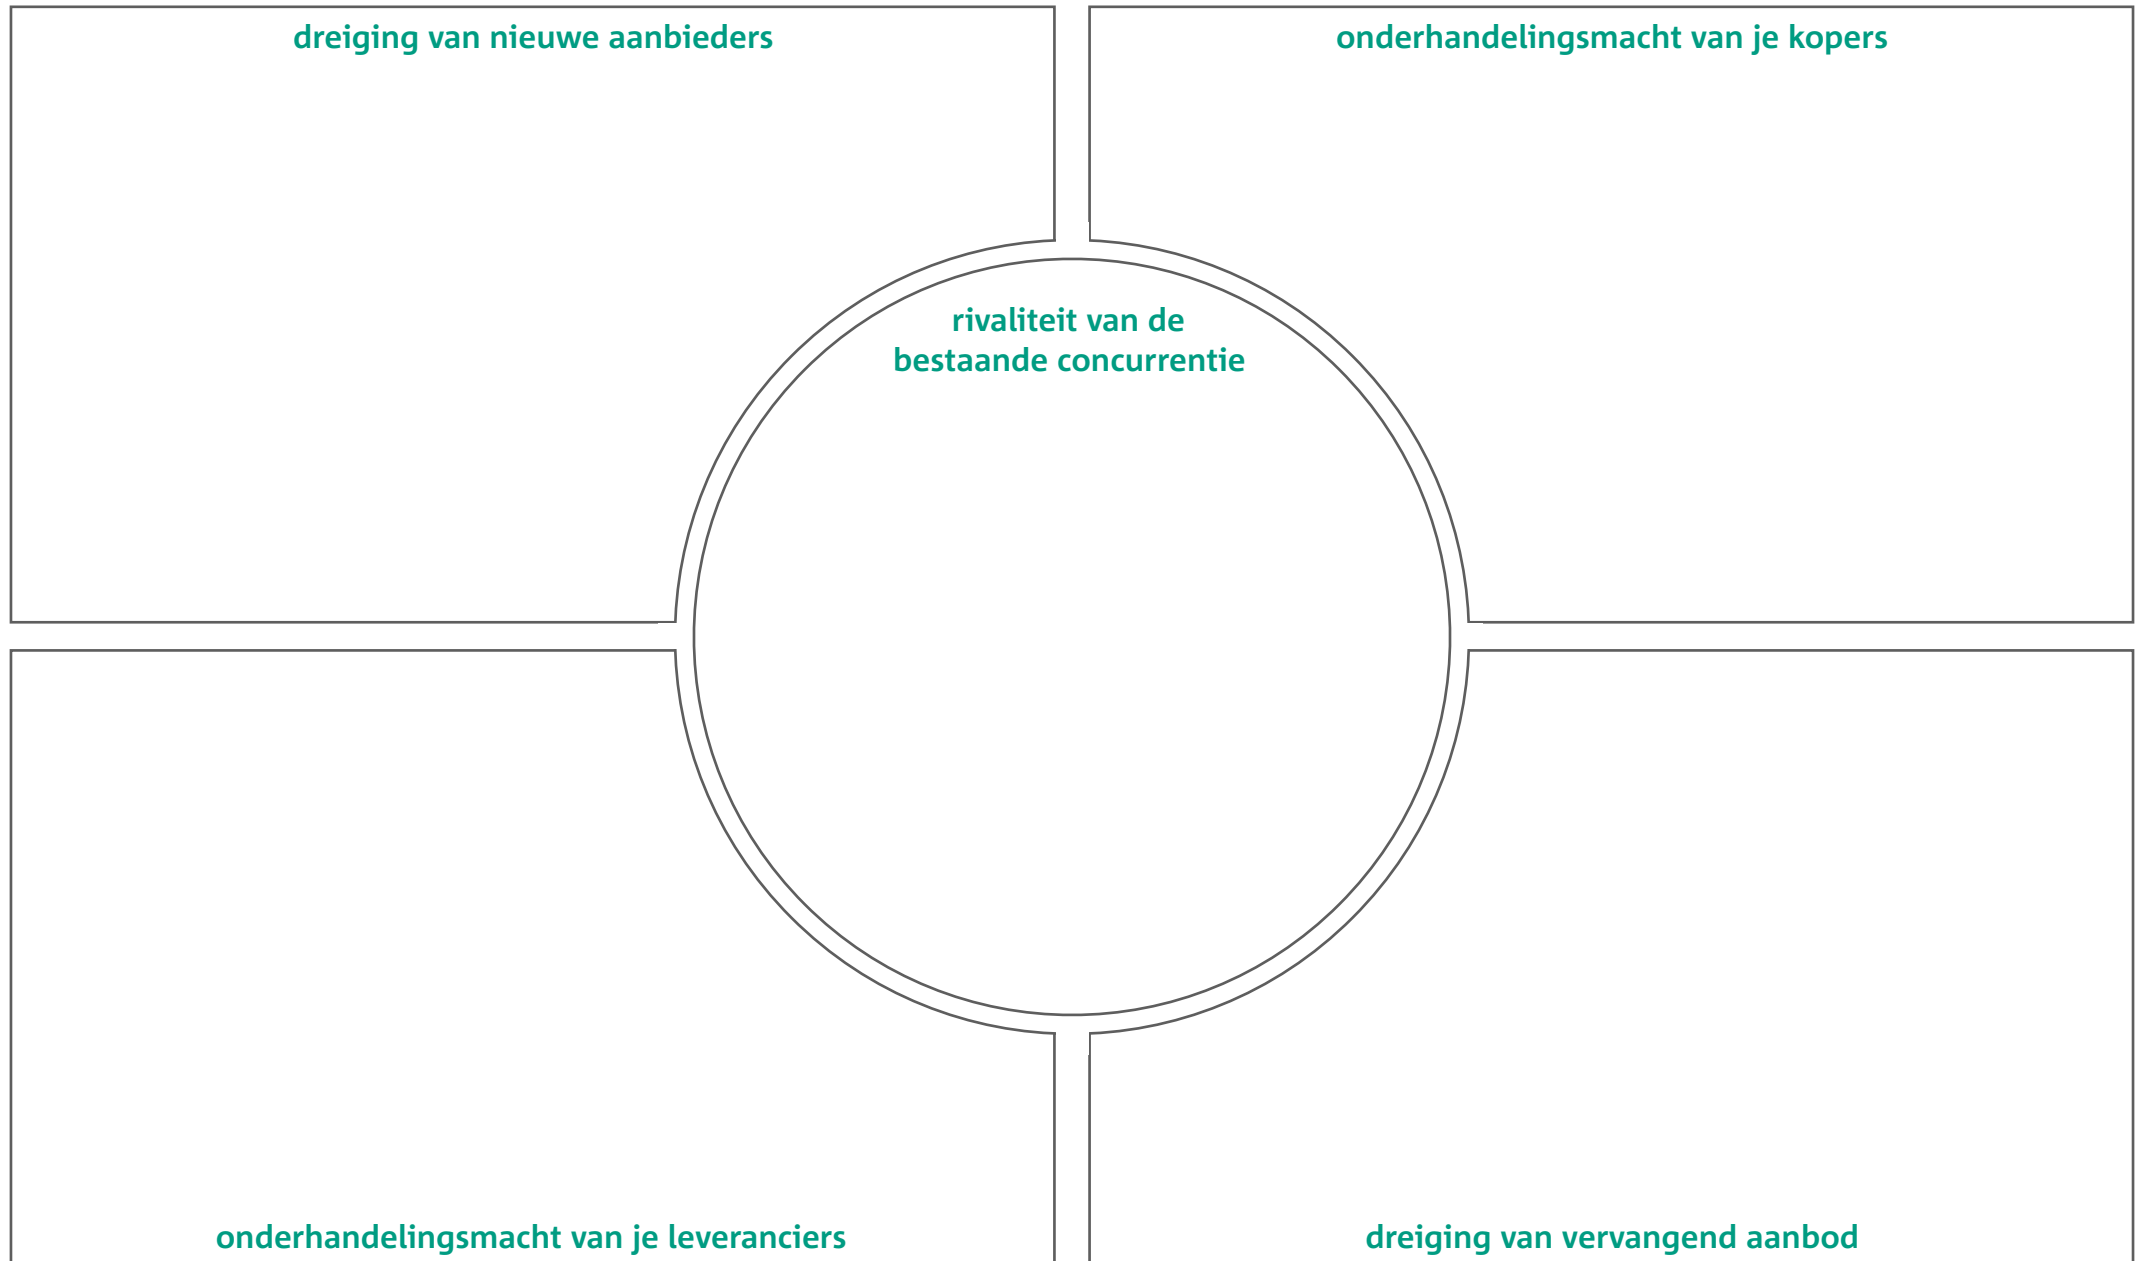 dreiging van nieuwe aanbieders
onderhandelingsmacht van je kopers
rivaliteit van de
bestaande concurrentie
onderhandelingsmacht van je leveranciers
dreiging van vervangend aanbod